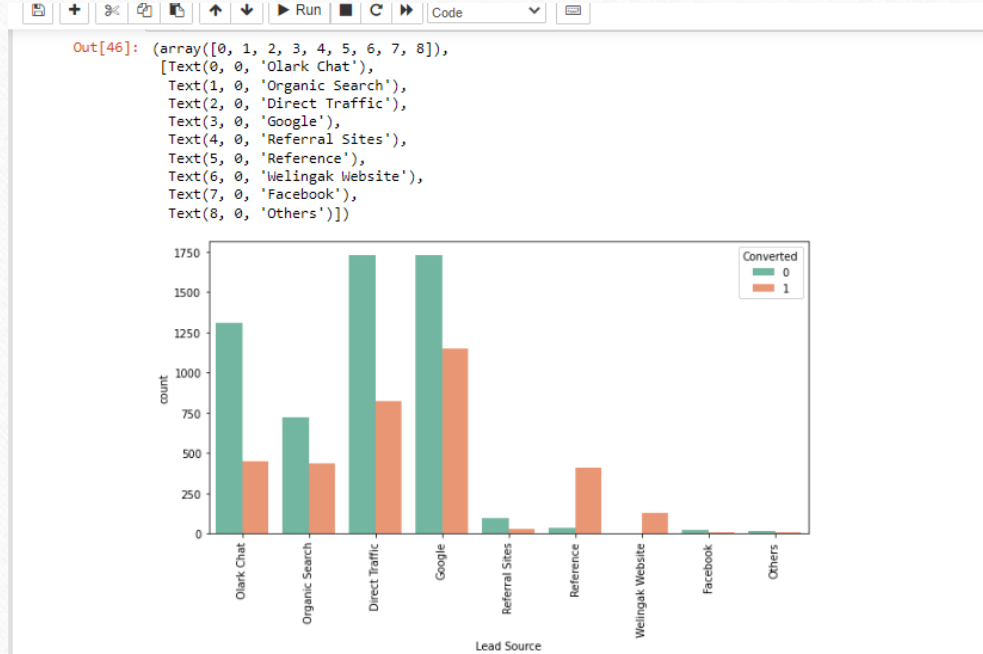 Run
Code
Out[46]: (array([0, 1, 2, 3, 4, 5, 6, 7, 8]),
[Text(0, 0, 'Olark Chat'),
Text(1, 0, 'Organic Search'),
Text(2, 0, 'Direct Traffic'),
Text(3, 0, 'Google'),
Text(4, 0, 'Referral Sites'),
Text(5, 0, 'Reference'),
Text(6, 0, 'Welingak Website'),
Text(7, 0, 'Facebook'),
Text(8, 0, 'Others')])
Converted
0
1
count
1750
1500
1250
1000
750
500
250
0
Olark Chat
Organic Search
Direct Traffic
Google
Referral Sites
Reference
Welingak Website
Facebook
Others
Lead Source